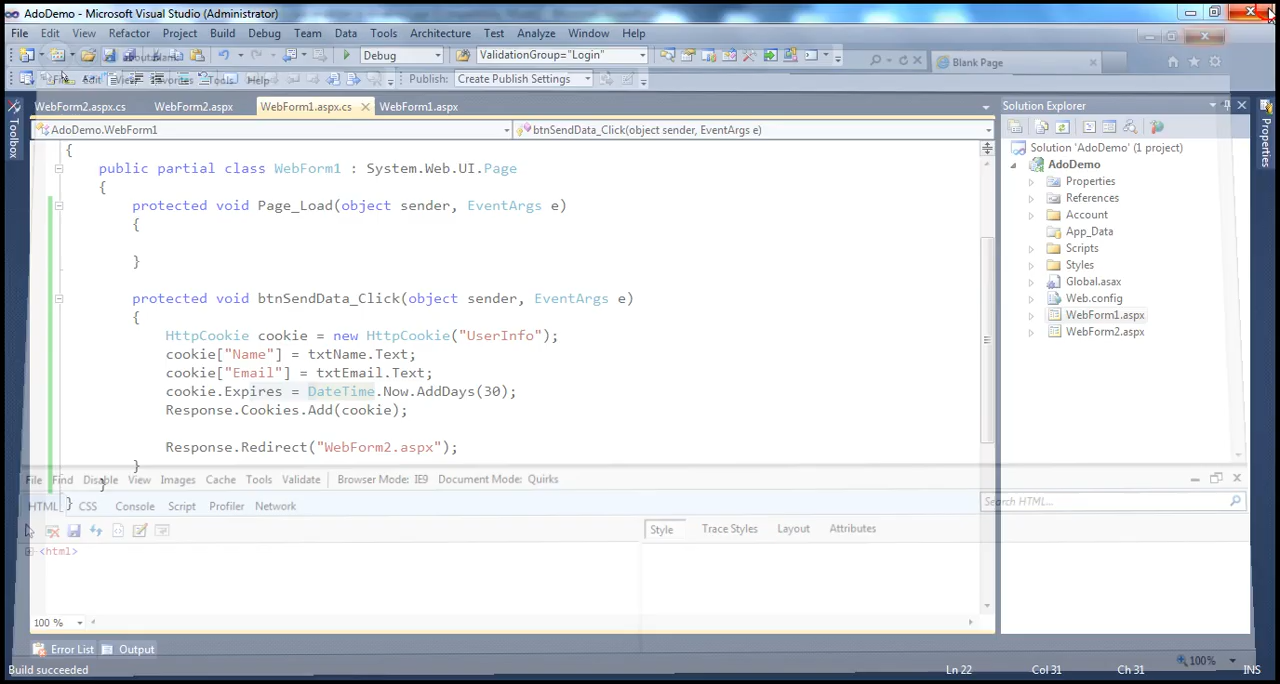 AdoDemo - Microsoft Visual Studio (Administrator)
File Edit View Refactor Project Build Debug Team Data Tools Architecture Test Analyze Window Help
Debug ValidationGroup="Login"
Blank Page
Edit View Favorites Tools Help
Publish: Create Publish Settings
WebForm2.aspx.cs WebForm2.aspx WebForm1.aspx.cs WebForm1.aspx
Solution Explorer
Toolbox
Properties
AdoDemo.WebForm1 btnSendData_Click(object sender, EventArgs e)
Solution 'AdoDemo' (1 project)
AdoDemo
Properties
References
Account
App_Data
Scripts
Styles
Global.asax
Web.config
WebForm1.aspx
WebForm2.aspx
{
public partial class WebForm1 : System.Web.UI.Page
{
protected void Page_Load(object sender, EventArgs e)
{
}
protected void btnSendData_Click(object sender, EventArgs e)
{
HttpCookie cookie = new HttpCookie("UserInfo");
cookie["Name"] = txtName.Text;
cookie["Email"] = txtEmail.Text;
cookie.Expires = DateTime.Now.AddDays(30);
Response.Cookies.Add(cookie);
Response.Redirect("WebForm2.aspx");
}
}
}
File Find Disable View Images Cache Tools Validate Browser Mode: IE9 Document Mode: Quirks
HTML CSS Console Script Profiler Network
Search HTML...
Style Trace Styles Layout Attributes
<html>
100 %
Error List Output
Build succeeded
Ln 22 Col 31 Ch 31 INS
100%